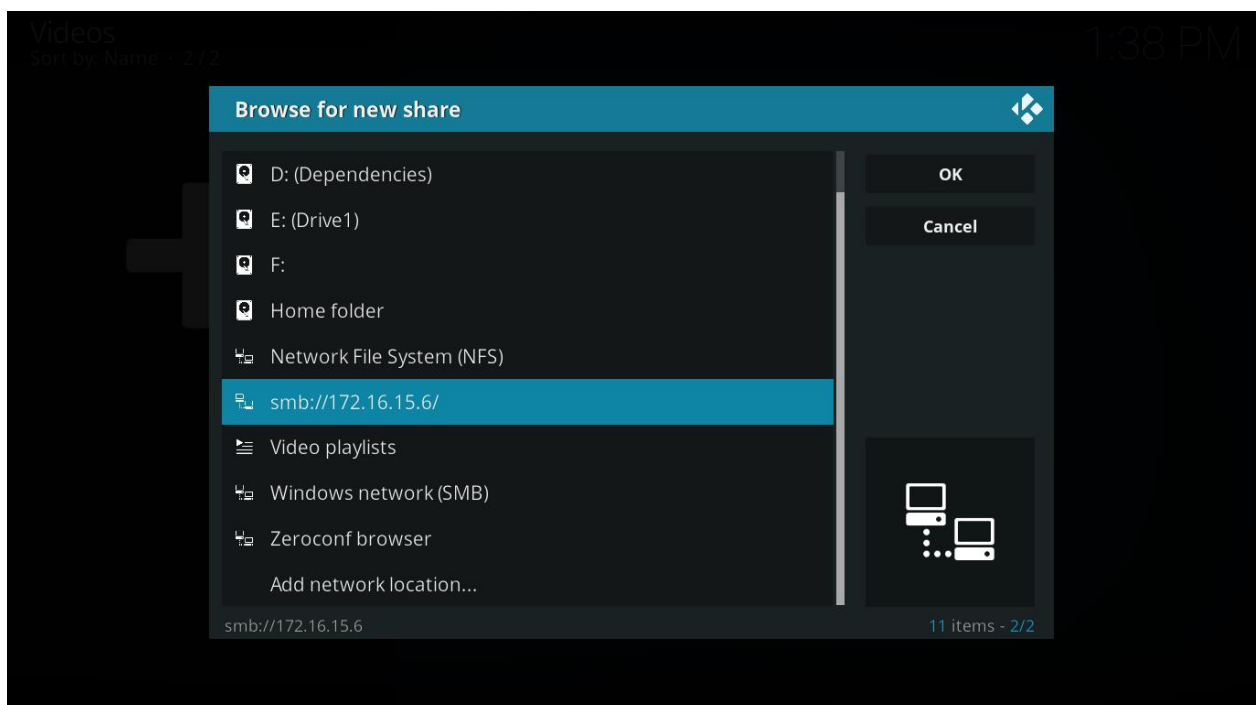 Videos
Sort by: Name · 2 / 2
1:38 PM
Browse for new share
D: (Dependencies)
E: (Drive1)
F:
Home folder
Network File System (NFS)
smb://172.16.15.6/
Video playlists
Windows network (SMB)
Zeroconf browser
Add network location...
OK
Cancel
smb://172.16.15.6
11 items - 2/2